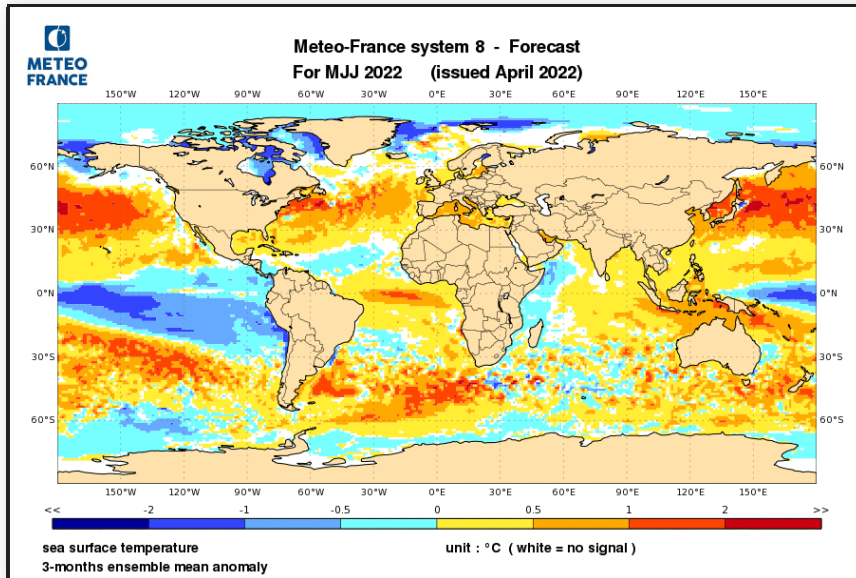 METEO
FRANCE
Meteo-France system 8 - Forecast
For MJJ 2022 (issued April 2022)
150°W 120°W 90°W 60°W 30°W 0°E 30°E 60°E 90°E 120°E 150°E
60°N 60°N
30°N 30°N
0°N 0°N
30°S 30°S
60°S 60°S
150°W 120°W 90°W 60°W 30°W 0°E 30°E 60°E 90°E 120°E 150°E
<< -2 -1 -0.5 0 0.5 1 2 >>
sea surface temperature unit : °C ( white = no signal )
3-months ensemble mean anomaly